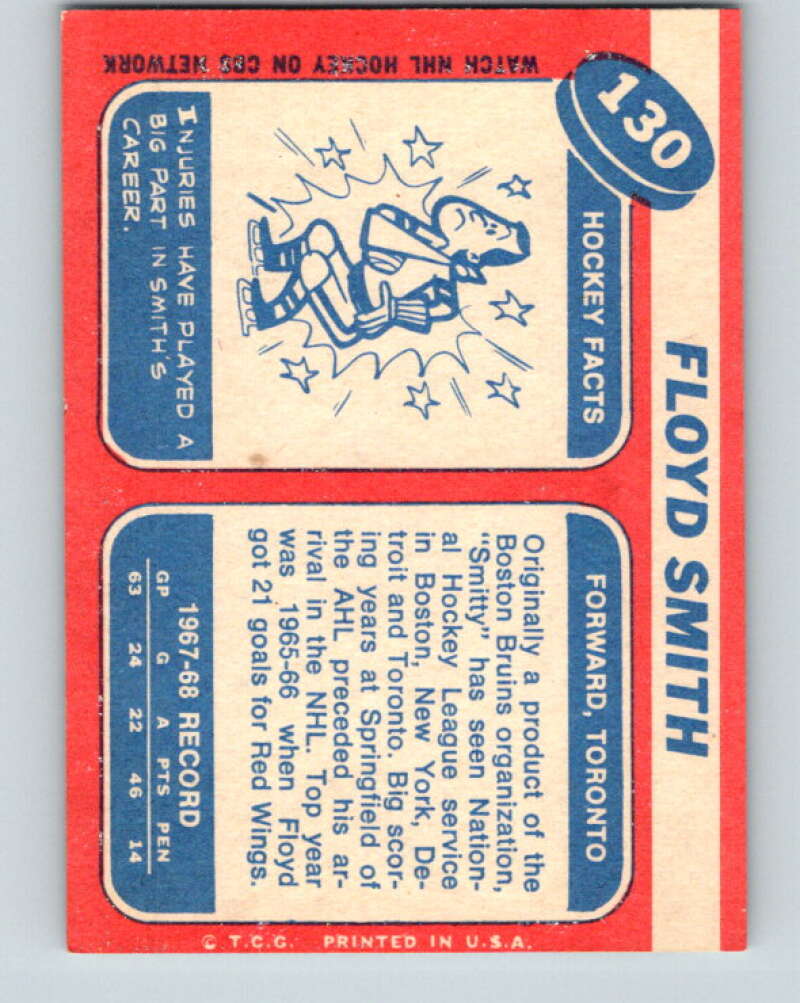 130
FLOYD SMITH
WATCH NHL HOCKEY ON CBS NETWORK
HOCKEY FACTS
INJURIES HAVE PLAYED A
BIG PART IN SMITH'S
CAREER.
FORWARD, TORONTO
Originally a product of the
Boston Bruins organization,
"Smitty" has seen Nation-
al Hockey League service
in Boston, New York, De-
troit and Toronto. Big scor-
ing years at Springfield of
the AHL preceded his ar-
rival in the NHL. Top year
was 1965-66 when Floyd
got 21 goals for Red Wings.
1967-68 RECORD
GP G A PTS PEN
63 24 22 46 14
© T.C.G. PRINTED IN U.S.A.